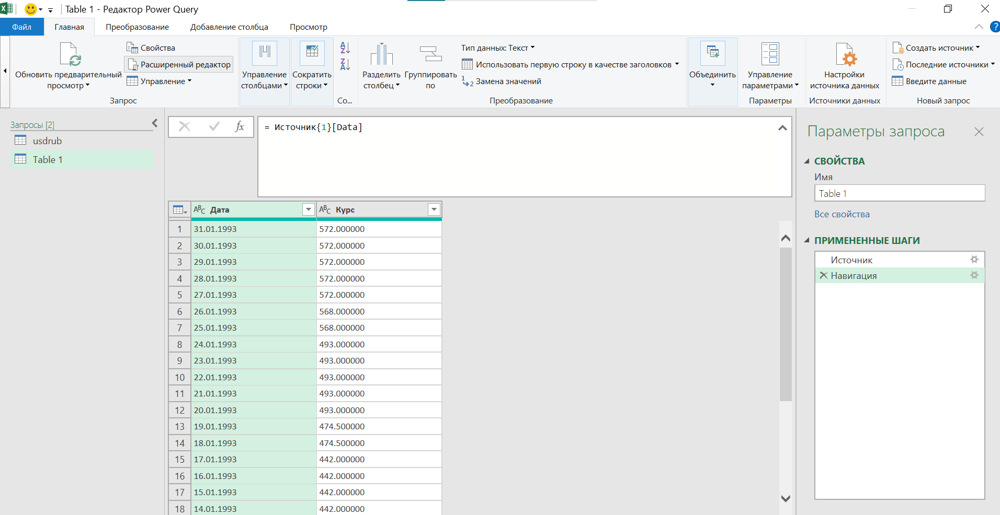 Table 1 - Редактор Power Query
Файл
Главная
Преобразование
Добавление столбца
Просмотр
Обновить предварительный
просмотр
Свойства
Расширенный редактор
Управление
Запрос
Управление
столбцами
Сократить
строки
A
Z
Z
A
Со...
Разделить
столбец
Группировать
по
Тип данных: Текст
Использовать первую строку в качестве заголовков
1
2 Замена значений
Преобразование
Объединить
Управление
параметрами
Параметры
Настройки
источника данных
Источники данных
Создать источник
Последние источники
Введите данные
Новый запрос
?
Запросы [2]
usdrub
Table 1
fx
= Источник{1}[Data]
ABC Дата
ABC Курс
1 31.01.1993 572.000000
2 30.01.1993 572.000000
3 29.01.1993 572.000000
4 28.01.1993 572.000000
5 27.01.1993 572.000000
6 26.01.1993 568.000000
7 25.01.1993 568.000000
8 24.01.1993 493.000000
9 23.01.1993 493.000000
10 22.01.1993 493.000000
11 21.01.1993 493.000000
12 20.01.1993 493.000000
13 19.01.1993 474.500000
14 18.01.1993 474.500000
15 17.01.1993 442.000000
16 16.01.1993 442.000000
17 15.01.1993 442.000000
18 14.01.1993 442.000000
Параметры запроса
СВОЙСТВА
Имя
Table 1
Все свойства
ПРИМЕНЕННЫЕ ШАГИ
Источник
Навигация